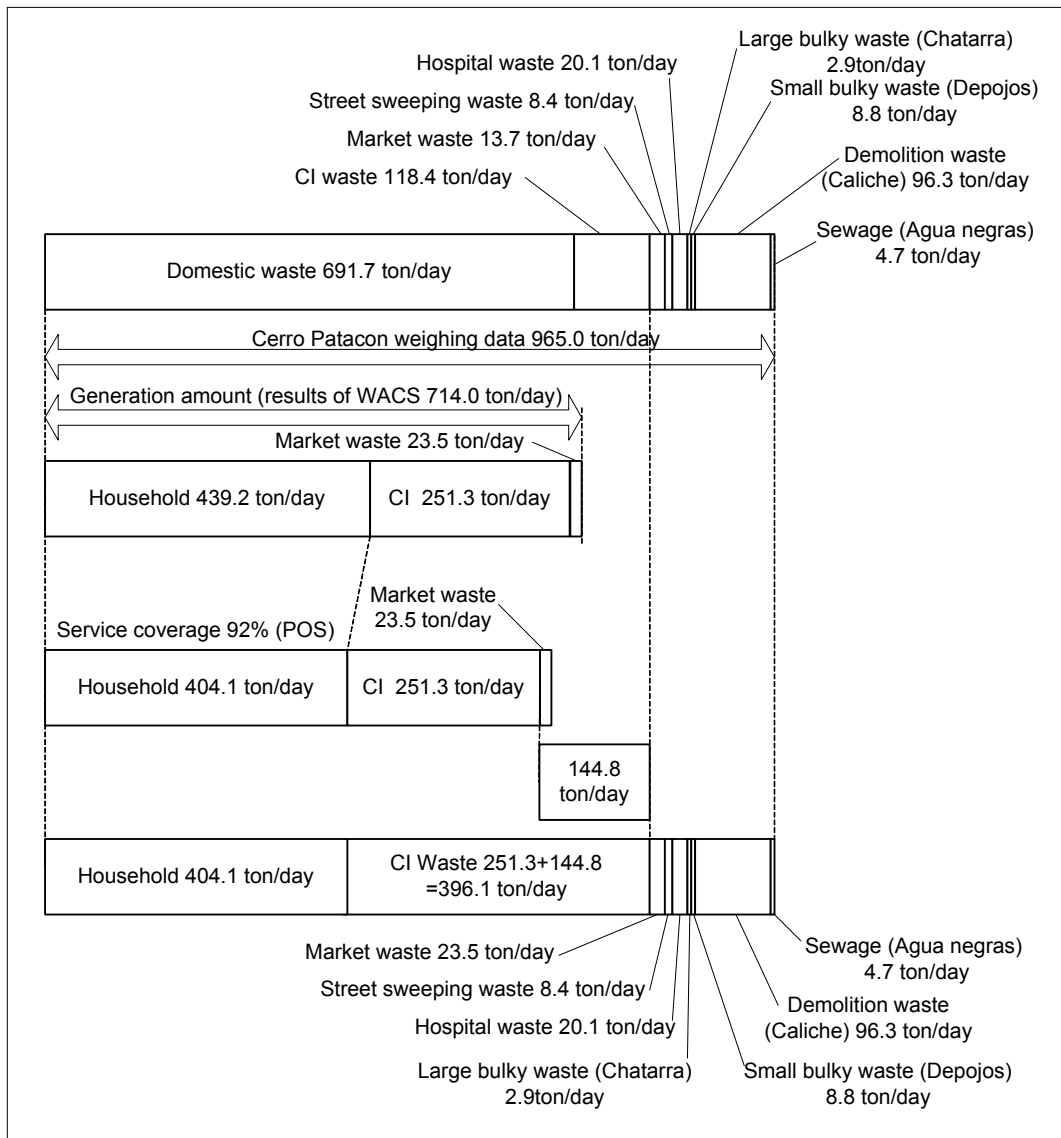 Large bulky waste (Chatarra)
2.9ton/day
Hospital waste 20.1 ton/day
Small bulky waste (Depojos)
8.8 ton/day
Street sweeping waste 8.4 ton/day
Market waste 13.7 ton/day
Demolition waste
(Caliche) 96.3 ton/day
CI waste 118.4 ton/day
Sewage (Agua negras)
4.7 ton/day
Domestic waste 691.7 ton/day
Cerro Patacon weighing data 965.0 ton/day
Generation amount (results of WACS 714.0 ton/day)
Market waste 23.5 ton/day
Household 439.2 ton/day
CI  251.3 ton/day
Market waste
23.5 ton/day
Service coverage 92% (POS)
Household 404.1 ton/day
CI  251.3 ton/day
144.8
ton/day
Household 404.1 ton/day
CI Waste 251.3+144.8
=396.1 ton/day
Market waste 23.5 ton/day
Sewage (Agua negras)
4.7 ton/day
Street sweeping waste 8.4 ton/day
Demolition waste
(Caliche) 96.3 ton/day
Hospital waste 20.1 ton/day
Large bulky waste (Chatarra)
2.9ton/day
Small bulky waste (Depojos)
8.8 ton/day